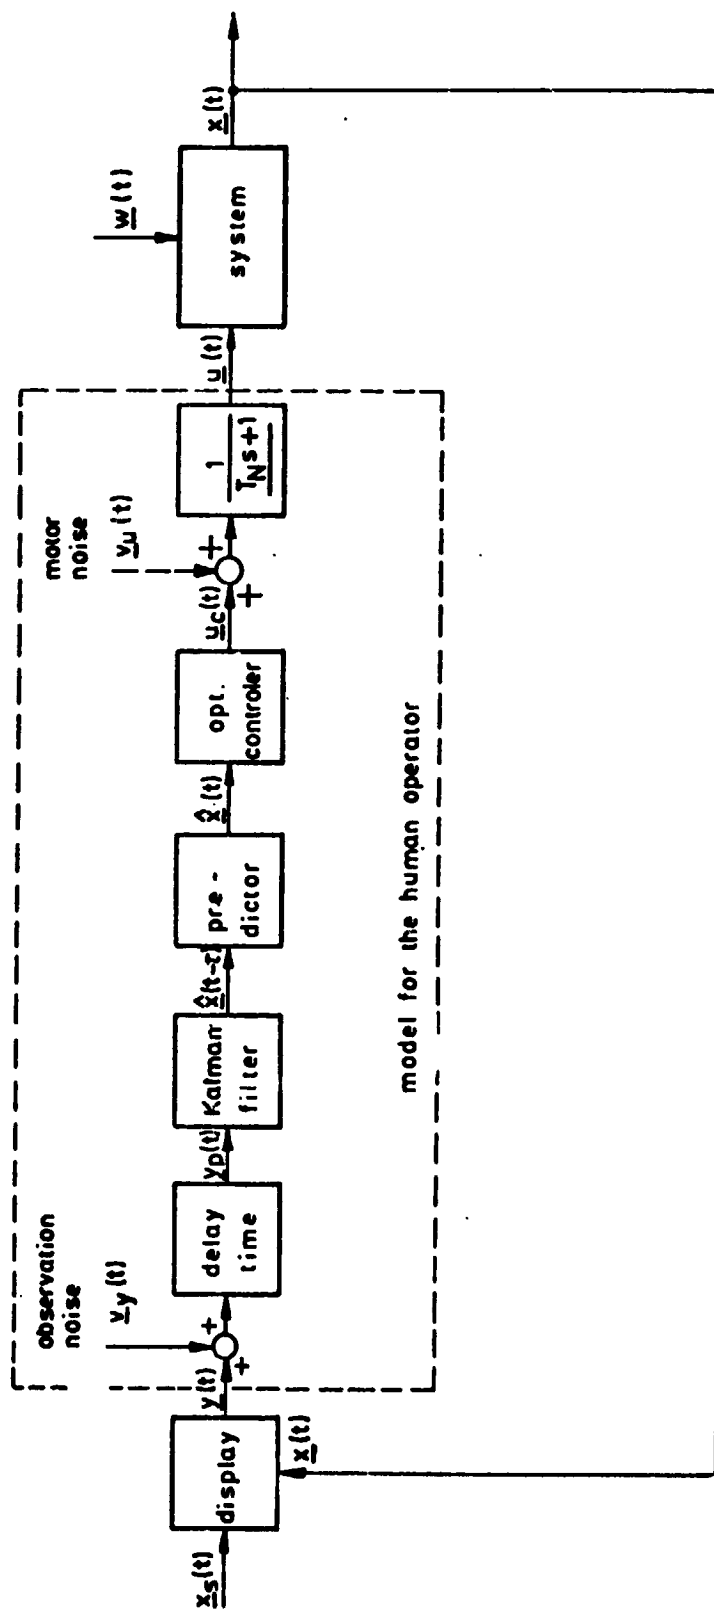 x_s(t)
display
x(t)
y(t)
observation
noise
v_y(t)
+
+
delay
time
y_p(t)
Kalman
filter
x̂(t-τ)
pre-
dictor
x̂(t)
opt.
controler
u_c(t)
motor
noise
v_u(t)
+
+
1
T_N s+1
u(t)
system
w(t)
x(t)
model for the human operator